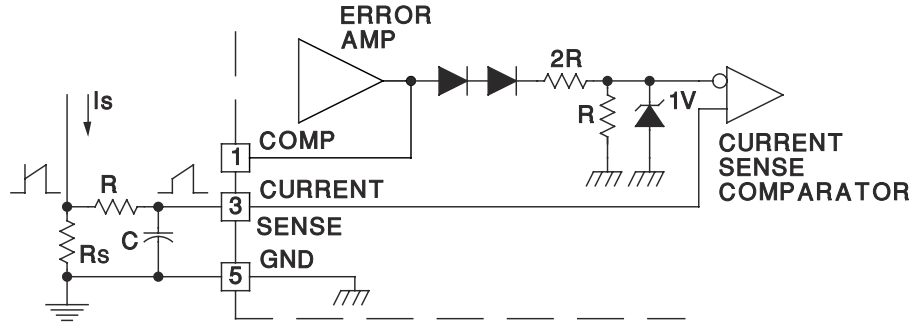 ERROR
AMP
2R
Is
R
1V
1
COMP
CURRENT
SENSE
COMPARATOR
R
3
CURRENT
SENSE
C
Rs
5
GND